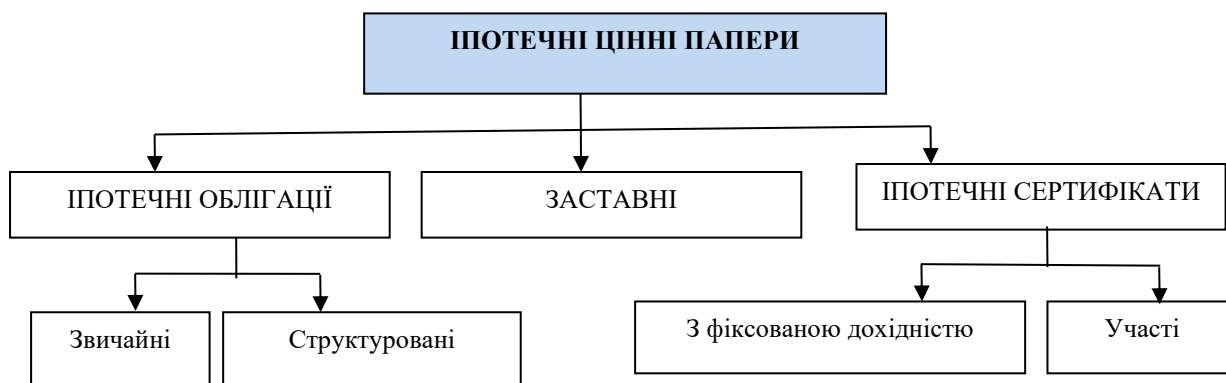 ІПОТЕЧНІ ЦІННІ ПАПЕРИ
ІПОТЕЧНІ ОБЛІГАЦІЇ
ЗАСТАВНІ
ІПОТЕЧНІ СЕРТИФІКАТИ
Звичайні
Структуровані
З фіксованою дохідністю
Участі